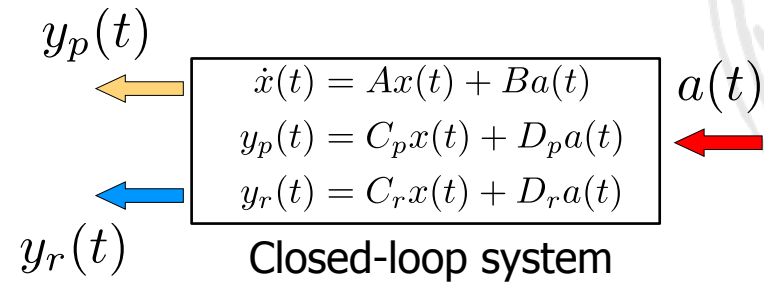 y_p(t)
ẋ(t) = Ax(t) + Ba(t)
a(t)
y_p(t) = C_p x(t) + D_p a(t)
y_r(t) = C_r x(t) + D_r a(t)
y_r(t)
Closed-loop system